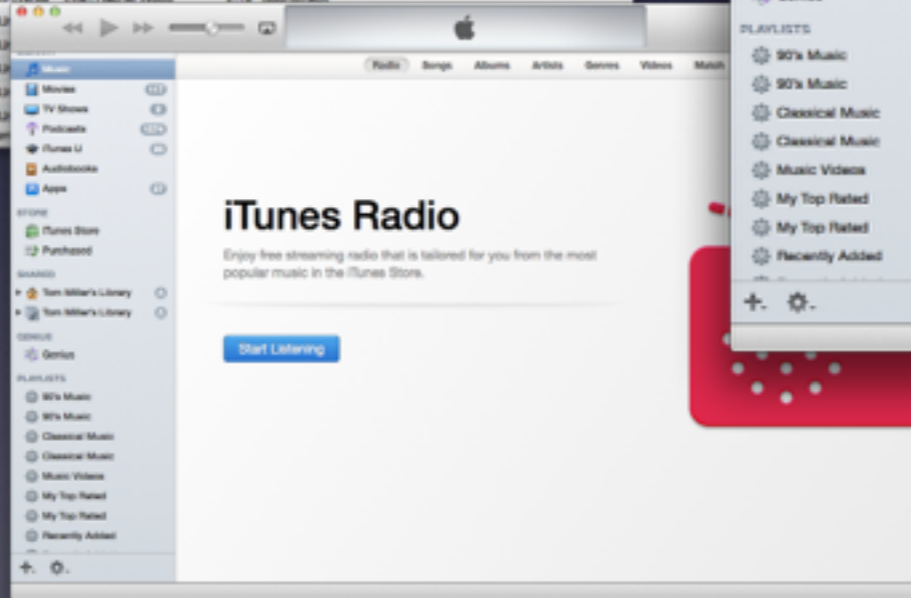 Radio Songs Albums Artists Genres Videos Match
Music
Movies
TV Shows
Podcasts
iTunes U
Audiobooks
Apps
STORE
iTunes Store
Purchased
SHARED
Tom Miller's Library
Tom Miller's Library
GENIUS
Genius
PLAYLISTS
90's Music
90's Music
Classical Music
Classical Music
Music Videos
My Top Rated
My Top Rated
Recently Added
iTunes Radio
Enjoy free streaming radio that is tailored for you from the most
popular music in the iTunes Store.
Start Listening
PLAYLISTS
90's Music
90's Music
Classical Music
Classical Music
Music Videos
My Top Rated
My Top Rated
Recently Added